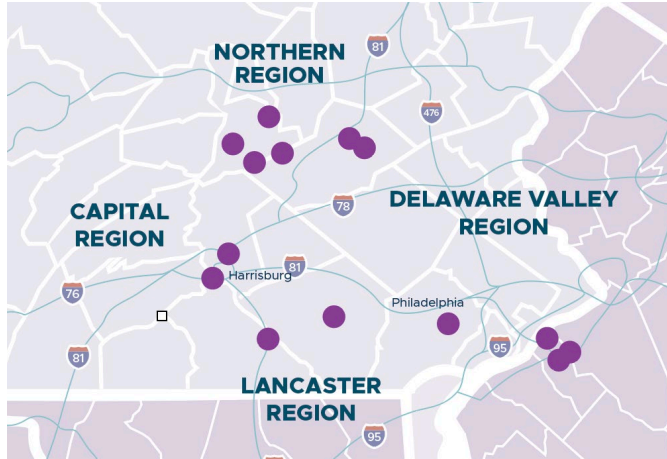 NORTHERN
REGION
81
476
78
CAPITAL
REGION
DELAWARE VALLEY
REGION
81
Harrisburg
76
Philadelphia
81
95
LANCASTER
REGION
95